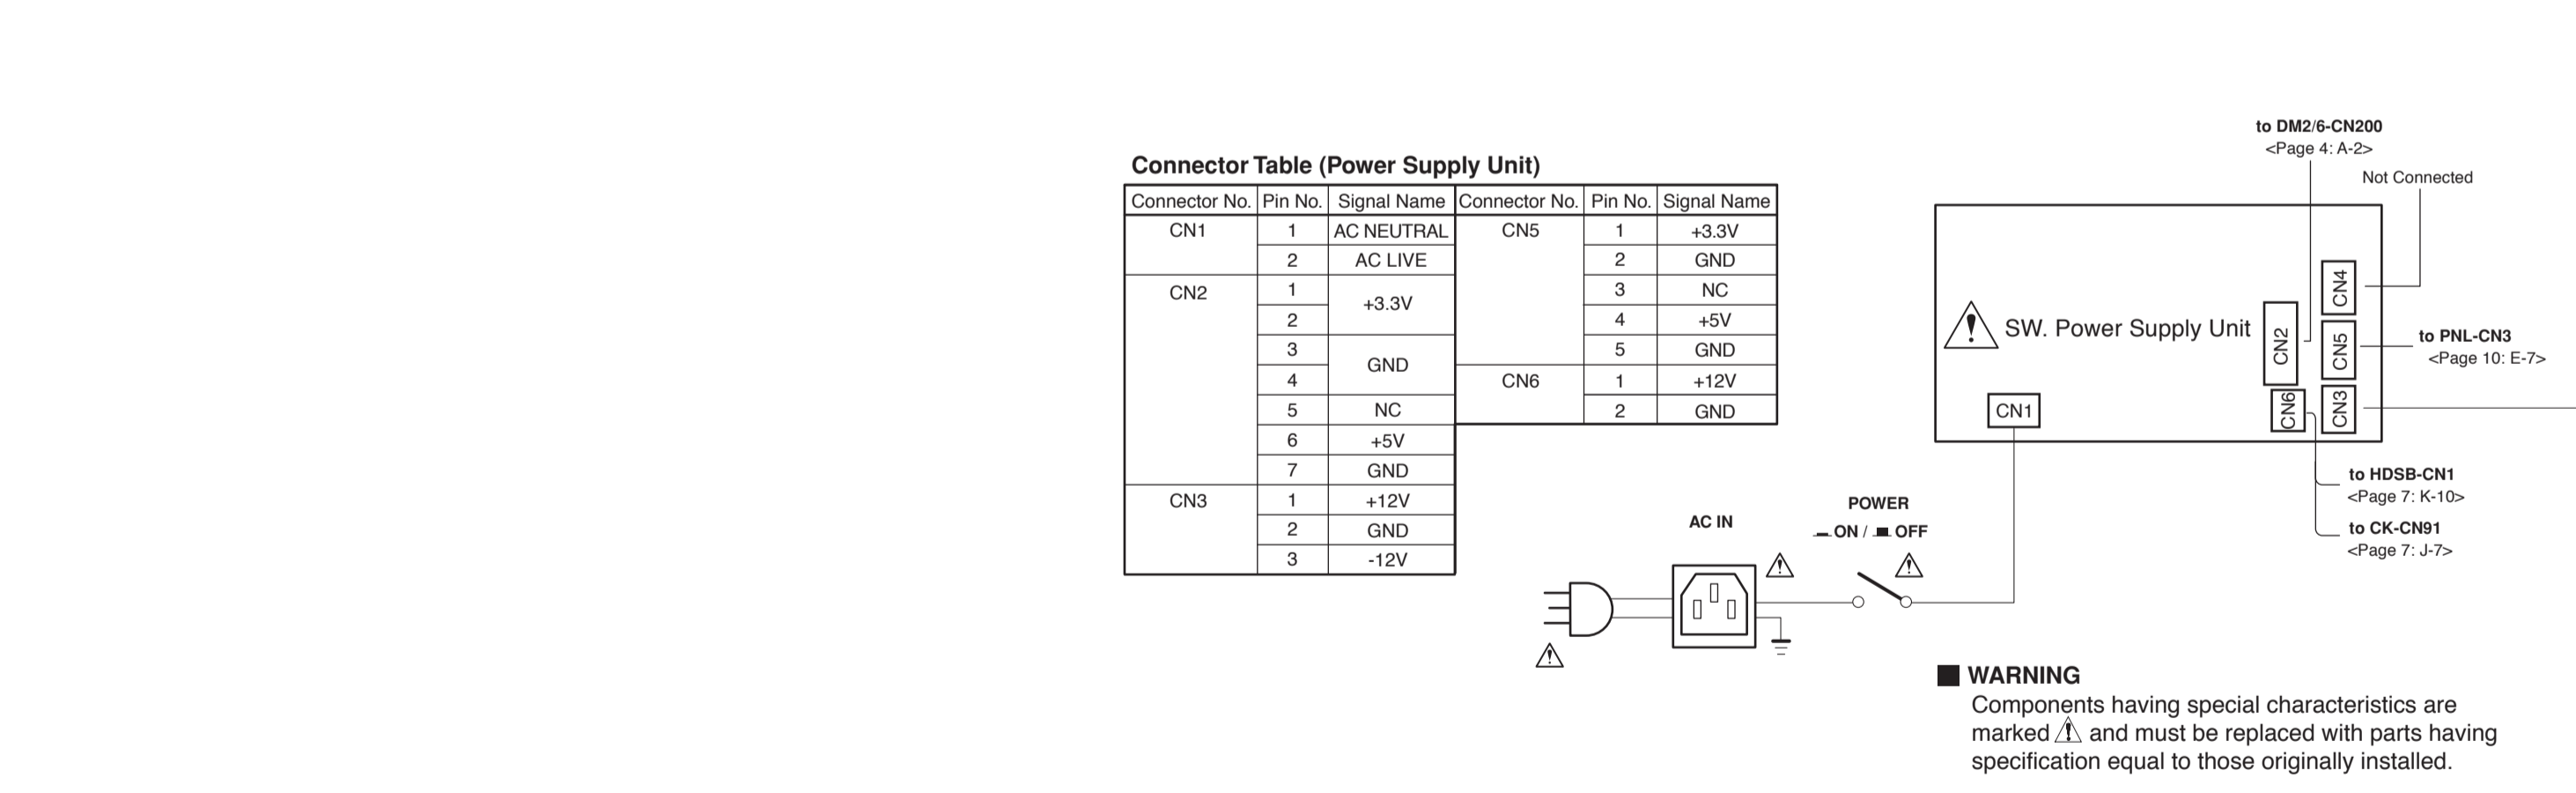 Connector Table (Power Supply Unit)
Connector No. Pin No. Signal Name Connector No. Pin No. Signal Name
CN1 1 AC NEUTRAL CN5 1 +3.3V
2 AC LIVE 2 GND
CN2 1 +3.3V 3 NC
2 4 +5V
3 GND 5 GND
4 CN6 1 +12V
5 NC 2 GND
6 +5V
7 GND
CN3 1 +12V
2 GND
3 -12V
AC IN
POWER
ON / OFF
to DM2/6-CN200
<Page 4: A-2>
Not Connected
SW. Power Supply Unit
CN1
CN2
CN6
CN4
CN5
CN3
to PNL-CN3
<Page 10: E-7>
to HDSB-CN1
<Page 7: K-10>
to CK-CN91
<Page 7: J-7>
WARNING
Components having special characteristics are
marked ⚠ and must be replaced with parts having
specification equal to those originally installed.